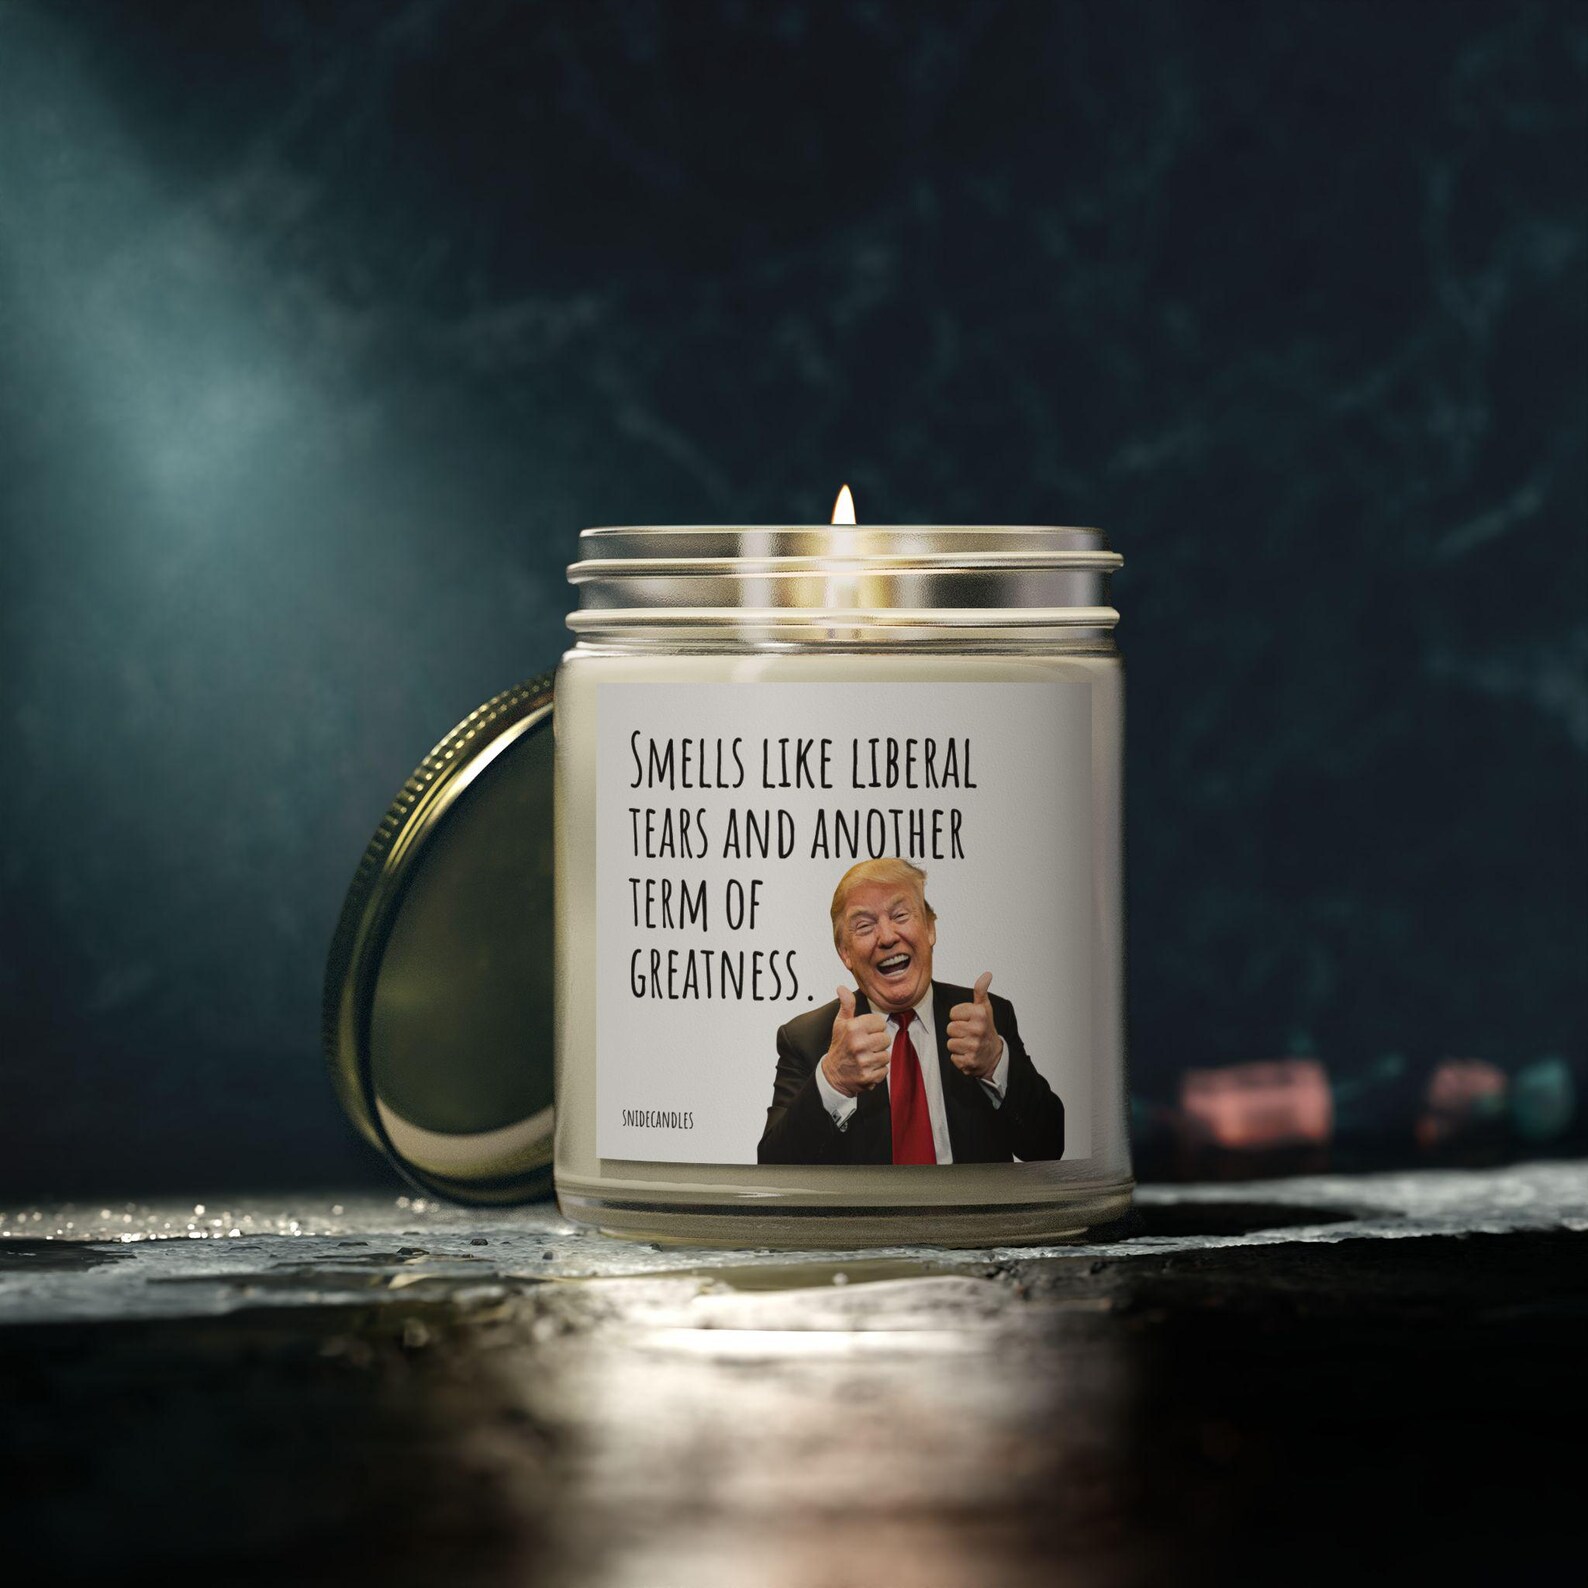 Smells like liberal
tears and another
term of
greatness.
SNIDECANDLES